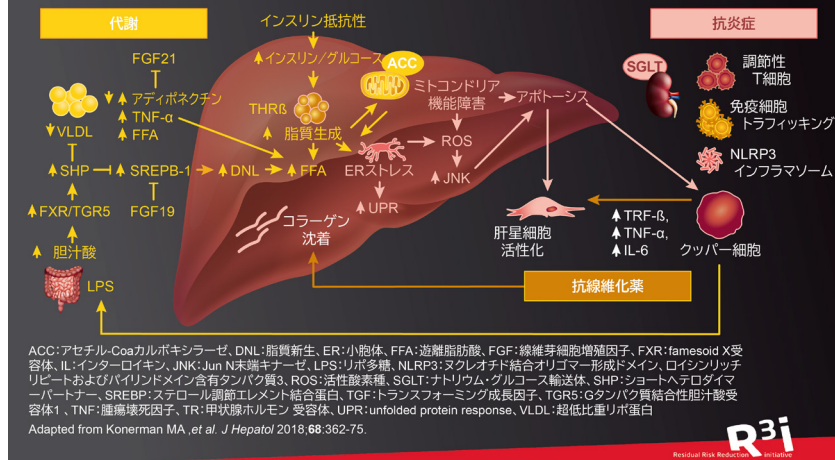 代謝
抗炎症
インスリン抵抗性
FGF21
インスリン/グルコース
ACC
SGLT
調節性
T細胞
アディポネクチン
TNF-α
FFA
THRß
ミトコンドリア
機能障害
アポトーシス
免疫細胞
トラフィッキング
VLDL
脂質生成
ROS
NLRP3
インフラマソーム
SHP
SREPB-1
DNL
FFA
ERストレス
JNK
FXR/TGR5
FGF19
UPR
コラーゲン
沈着
肝星細胞
活性化
TRF-ß,
TNF-α,
IL-6
クッパー細胞
胆汁酸
LPS
抗線維化薬
ACC:アセチル-Coaカルボキシラーゼ、DNL:脂質新生、ER:小胞体、FFA:遊離脂肪酸、FGF:線維芽細胞増殖因子、FXR:famesoid X受
容体、IL:インターロイキン、JNK:Jun N末端キナーゼ、LPS:リポ多糖、NLRP3:ヌクレオチド結合オリゴマー形成ドメイン、ロイシンリッチ
リピートおよびパイリンドメイン含有タンパク質3、ROS:活性酸素種、SGLT:ナトリウム・グルコース輸送体、SHP:ショートヘテロダイマ
ーパートナー、SREBP:ステロール調節エレメント結合蛋白、TGF:トランスフォーミング成長因子、TGR5:Gタンパク質結合性胆汁酸受
容体1 、TNF:腫瘍壊死因子、TR:甲状腺ホルモン 受容体、UPR:unfolded protein response、VLDL:超低比重リポ蛋白
Adapted from Konerman MA ,et al. J Hepatol 2018;68:362-75.
R3i
Residual Risk Reduction initiative